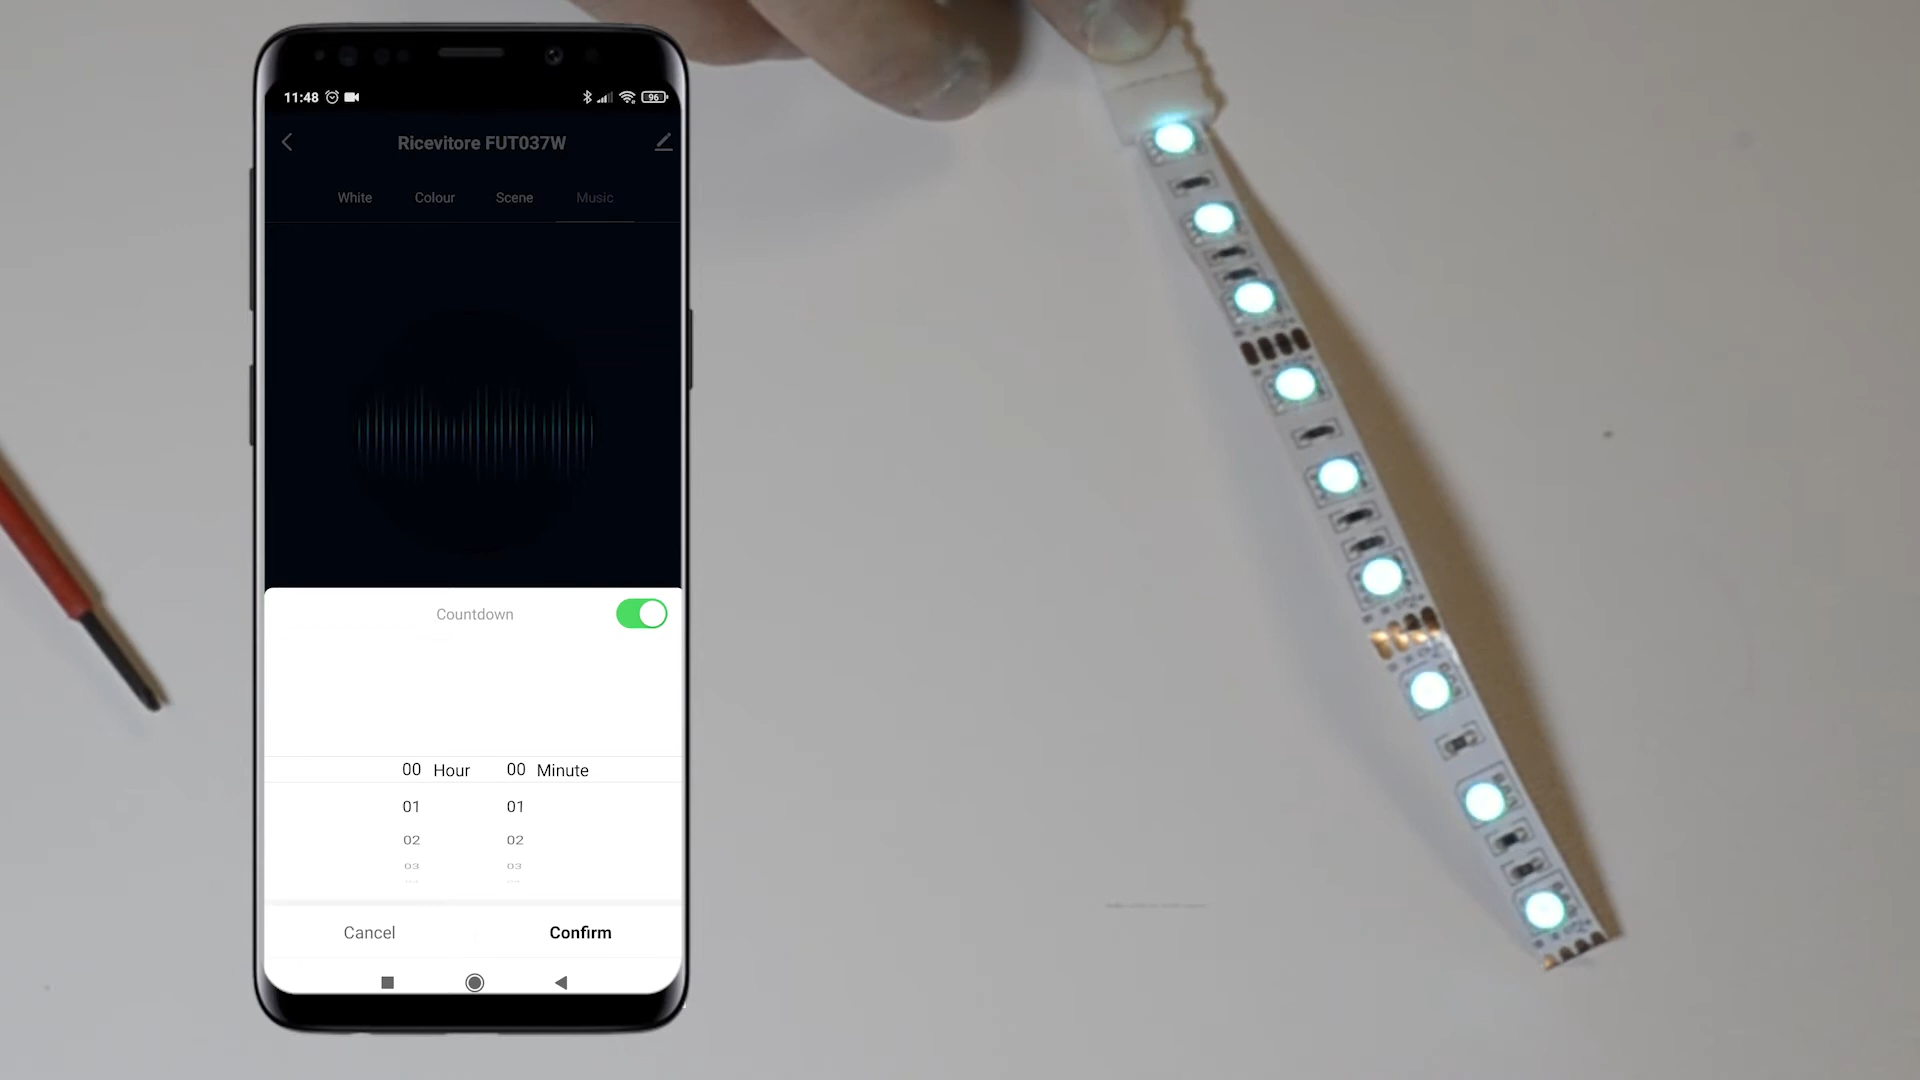 11:48 96
Ricevitore FUT037W
White Colour Scene Music
Countdown
00 Hour 00 Minute
01 01
02 02
03 03
Cancel Confirm